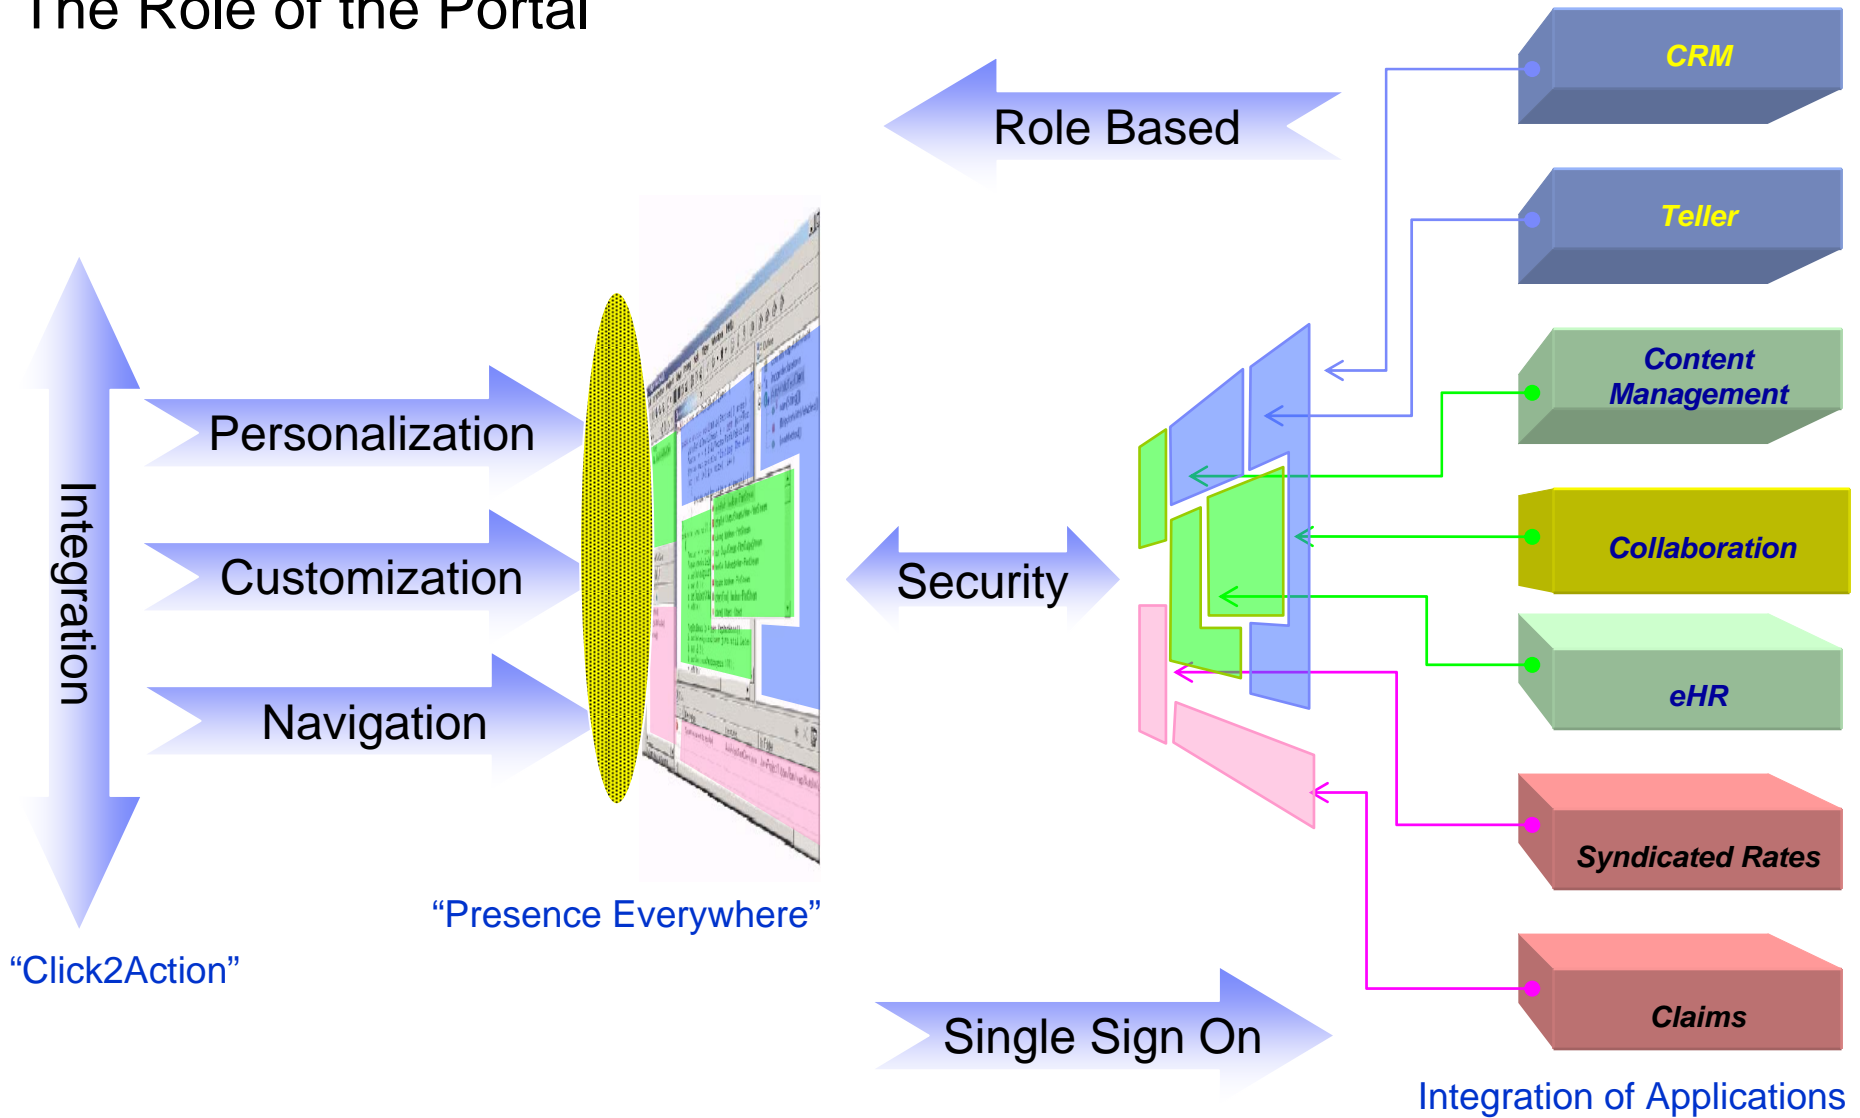 The Role of the Portal
CRM
Role Based
Teller
Content
Management
Personalization
Integration
Customization
Security
Collaboration
Navigation
eHR
Syndicated Rates
“Presence Everywhere”
“Click2Action”
Single Sign On
Claims
Integration of Applications